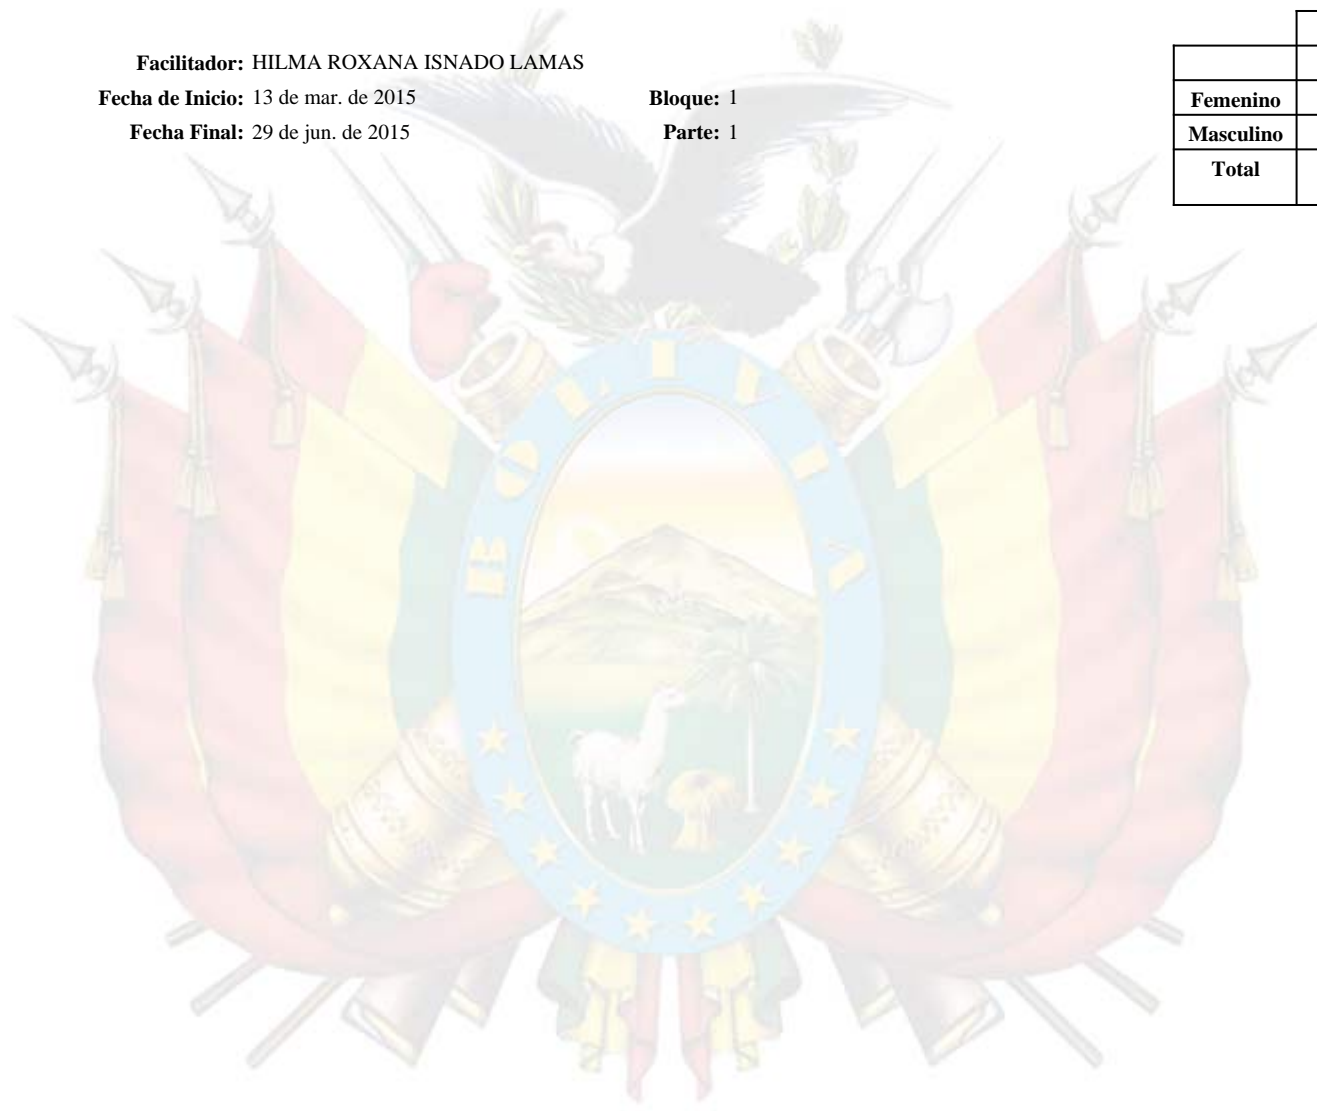 Facilitador: HILMA ROXANA ISNADO LAMAS
Fecha de Inicio: 13 de mar. de 2015 Bloque: 1
Fecha Final: 29 de jun. de 2015 Parte: 1
Femenino
Masculino
Total
BOLIVIA